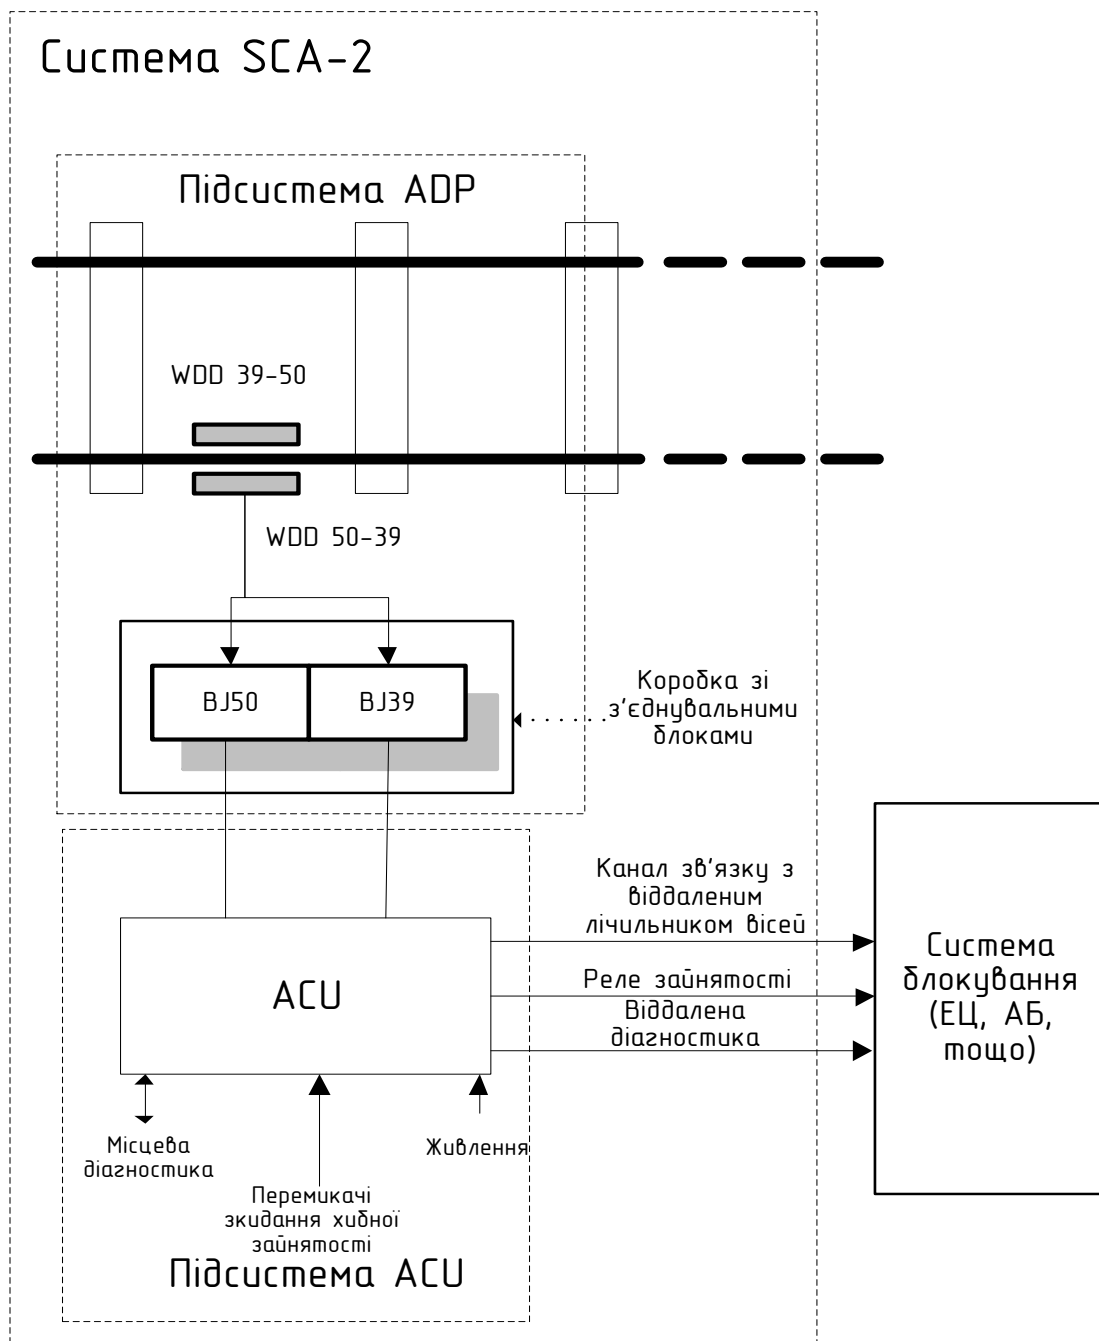 Система SCA-2
Підсистема ADP
WDD 39-50
WDD 50-39
BJ50
BJ39
Коробка зі
з'єднувальними
блоками
Канал зв'язку з
віддаленим
лічильником вісей
Реле зайнятості
Віддалена
діагностика
ACU
Система
блокування
(ЕЦ, АБ,
тощо)
Місцева
діагностика
Живлення
Перемикачі
зкидання хибної
зайнятості
Підсистема ACU